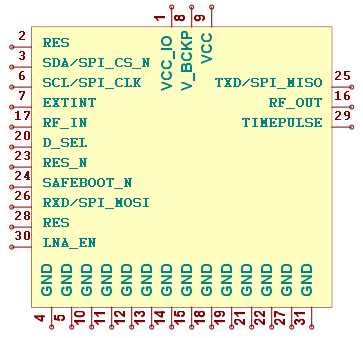 1 8 9
VCC_IO V_BCKP VCC
2 RES
3 SDA/SPI_CS_N
6 SCL/SPI_CLK TXD/SPI_MISO 25
7 EXTINT RF_OUT 16
17 RF_IN TIMEPULSE 29
20 D_SEL
23 RES_N
24 SAFEBOOT_N
26 RXD/SPI_MOSI
28 RES
30 LNA_EN
GND GND GND GND GND GND GND GND GND GND GND GND GND GND
4 5 10 11 12 13 14 15 18 19 21 22 27 31